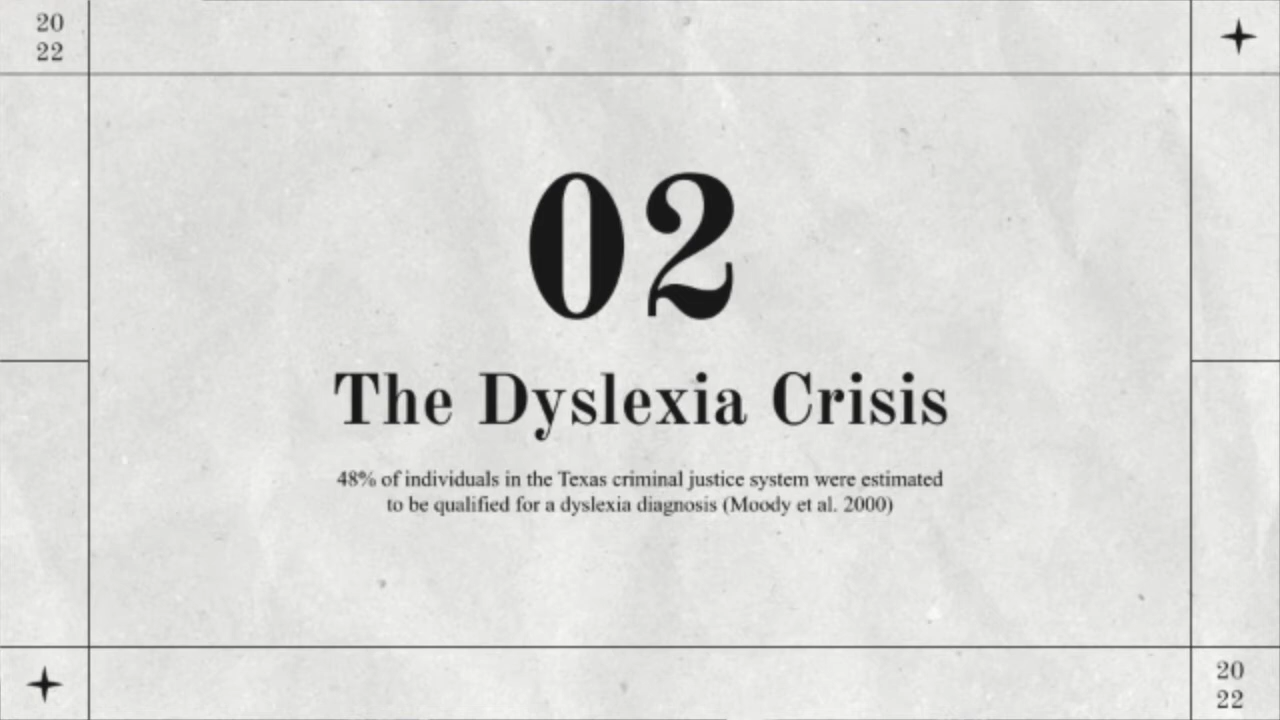 20
22
02
The Dyslexia Crisis
48% of individuals in the Texas criminal justice system were estimated
to be qualified for a dyslexia diagnosis (Moody et al. 2000)
20
22